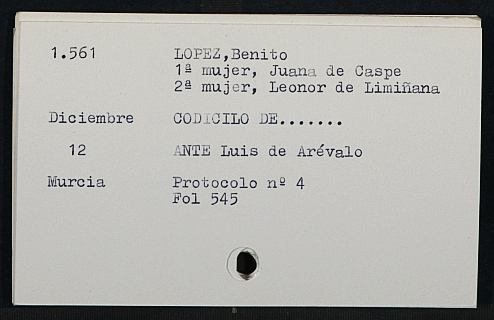 1.561 LOPEZ,Benito
1ª mujer, Juana de Caspe
2ª mujer, Leonor de Limiñana
Diciembre CODICILO DE.......
12 ANTE Luis de Arévalo
Murcia Protocolo nº 4
Fol 545